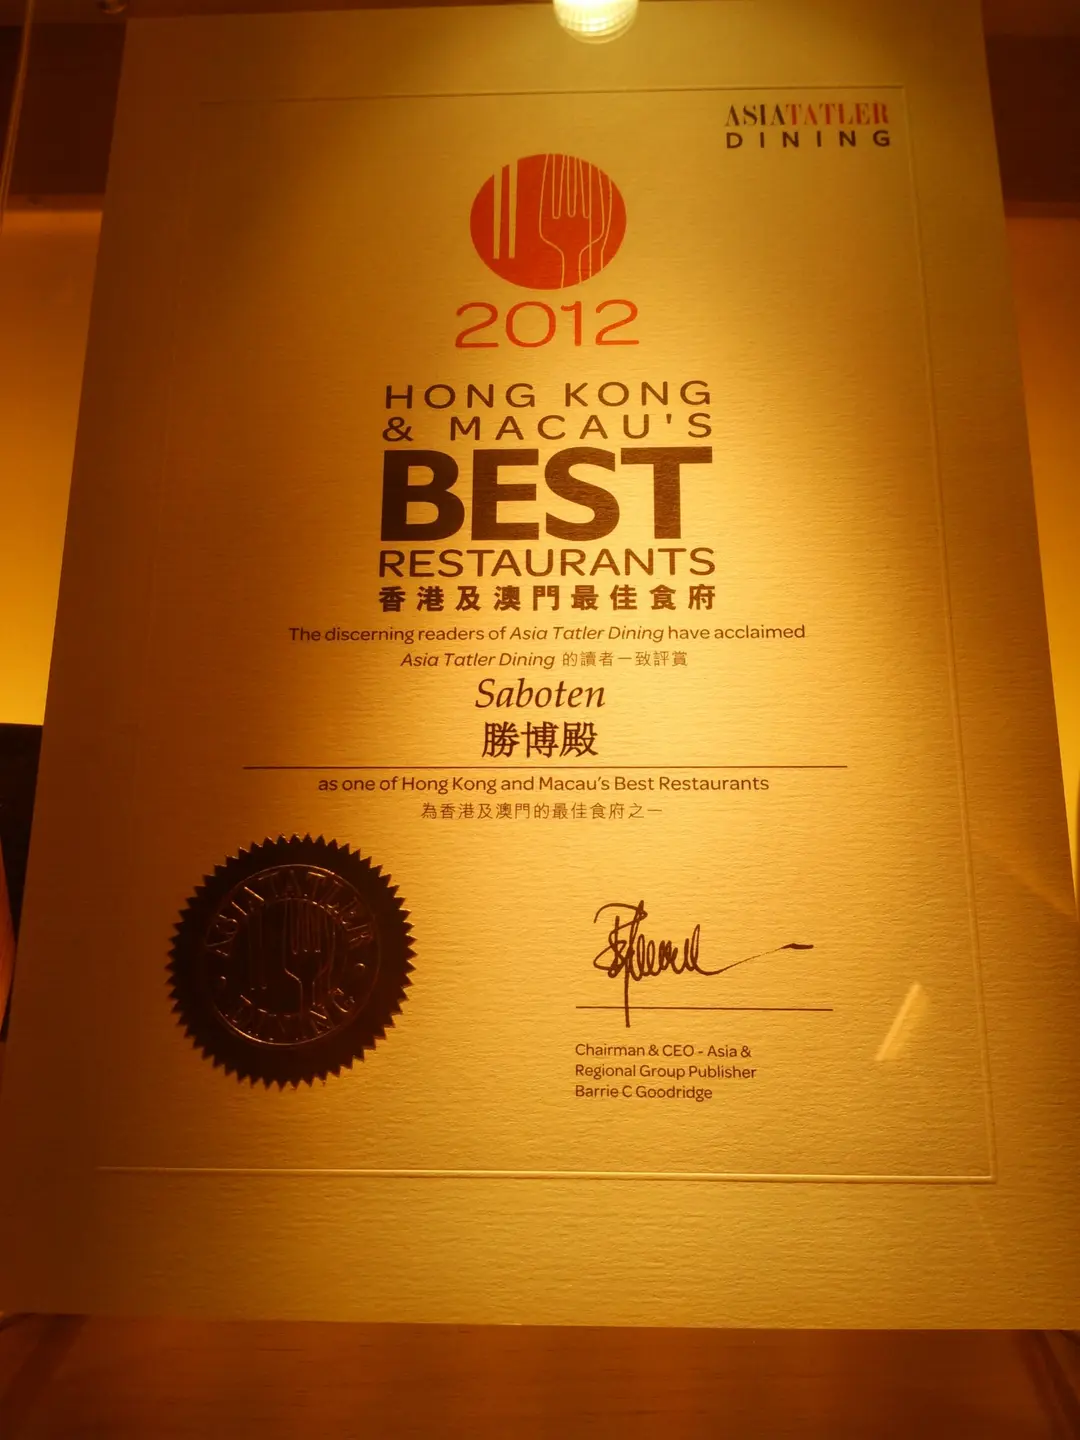 ASIATATLER
DINING
2012
HONG KONG
& MACAU'S
BEST
RESTAURANTS
香港及澳門最佳食府
The discerning readers of Asia Tatler Dining have acclaimed
Asia Tatler Dining 的讀者一致評賞
Saboten
勝博殿
as one of Hong Kong and Macau's Best Restaurants
為香港及澳門的最佳食府之一
ASIA TATLER
DINING
Chairman & CEO - Asia &
Regional Group Publisher
Barrie C Goodridge